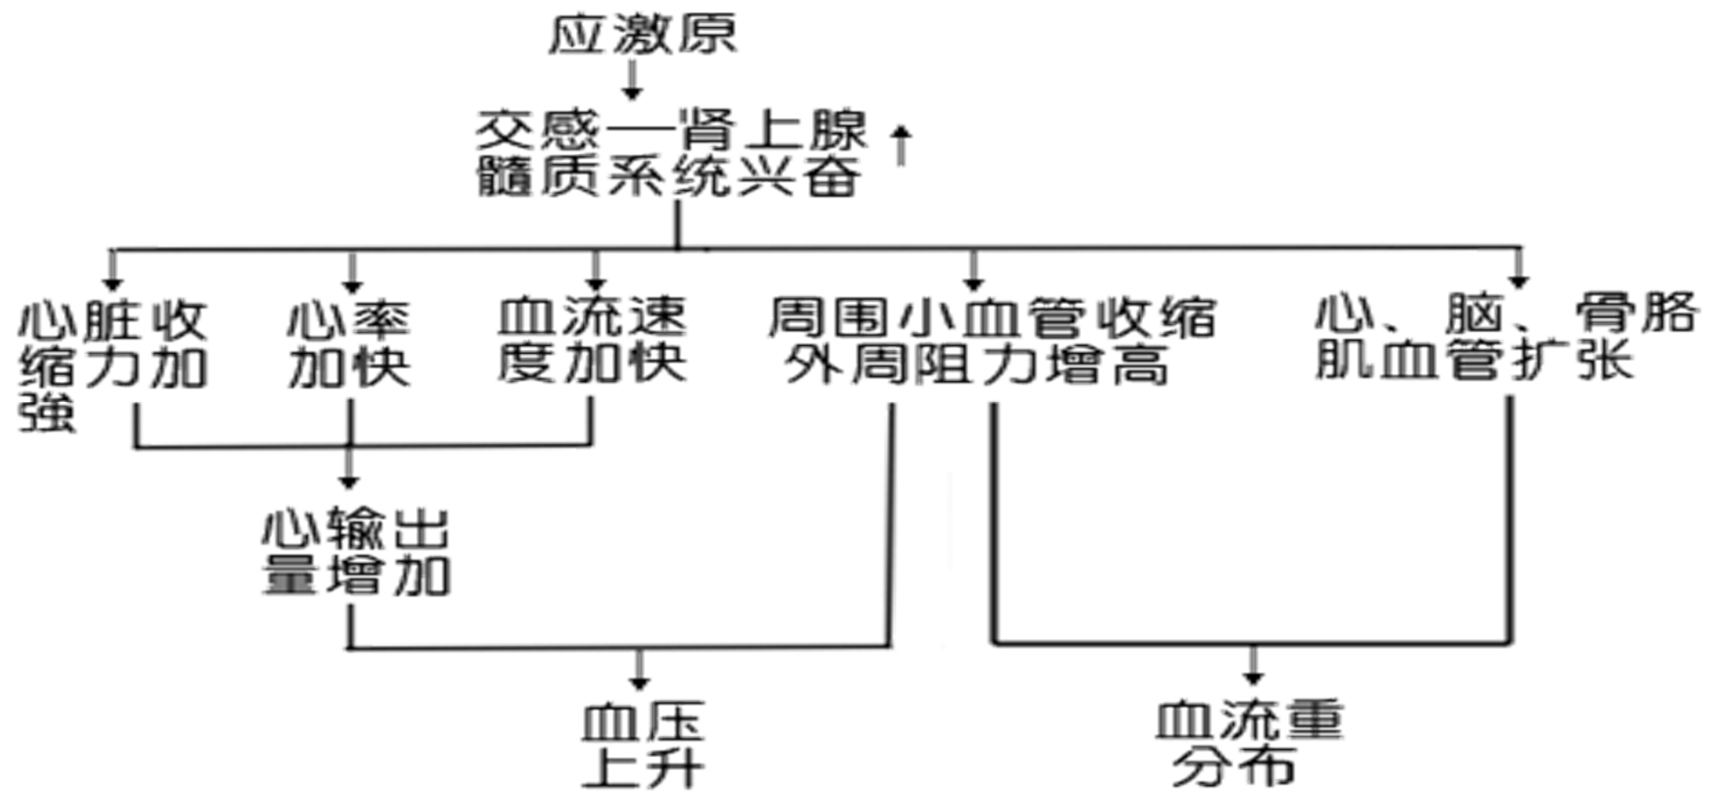 应激原
交感—肾上腺
髓质系统兴奋
心脏收
缩力加
強
心率
加快
血流速
度加快
周围小血管收缩
外周阻力增高
心、脑、骨胳
肌血管扩张
心输出
量增加
血压
上升
血流重
分布